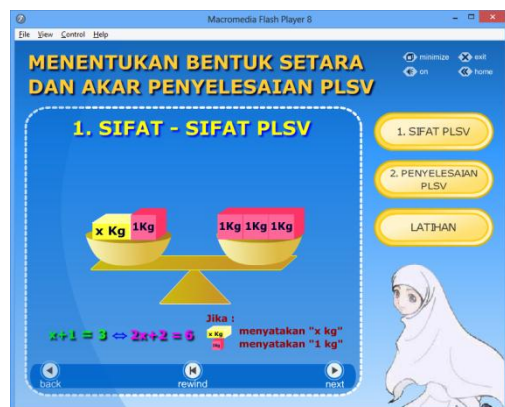 Macromedia Flash Player 8
File View Control Help
MENENTUKAN BENTUK SETARA
DAN AKAR PENYELESAIAN PLSV
minimize exit
on home
1. SIFAT - SIFAT PLSV
1. SIFAT PLSV
2. PENYELESAIAN
PLSV
LATIHAN
x Kg 1Kg
1Kg 1Kg 1Kg
Jika :
x+1 = 3 ⇔ 2x+2 = 6
x Kg menyatakan "x kg"
1Kg menyatakan "1 kg"
back rewind next